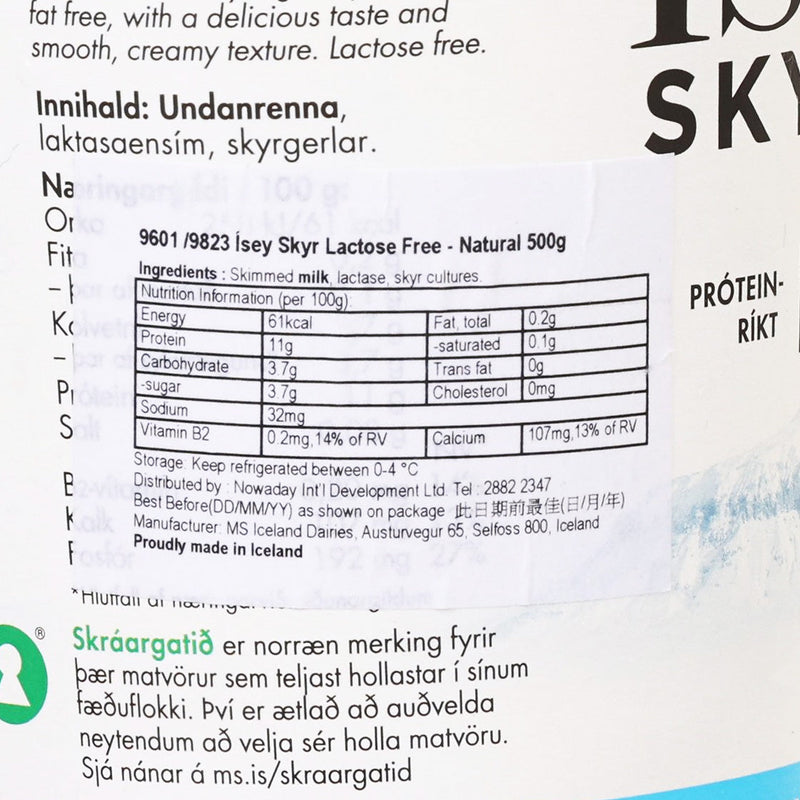 fat free, with a delicious taste and
smooth, creamy texture. Lactose free.
SKY
Innihald: Undanrenna,
laktasaensím, skyrgerlar.
PRÓTEIN-
RÍKT
9601 /9823 Ísey Skyr Lactose Free - Natural 500g
Ingredients : Skimmed milk, lactase, skyr cultures.
Nutrition Information (per 100g):
Energy 61kcal Fat, total 0.2g
Protein 11g -saturated 0.1g
Carbohydrate 3.7g Trans fat 0g
-sugar 3.7g Cholesterol 0mg
Sodium 32mg
Vitamin B2 0.2mg,14% of RV Calcium 107mg,13% of RV
Storage: Keep refrigerated between 0-4 °C
Distributed by : Nowaday Int'l Development Ltd. Tel : 2882 2347
Best Before(DD/MM/YY) as shown on package 此日期前最佳(日/月/年)
Manufacturer: MS Iceland Dairies, Austurvegur 65, Selfoss 800, Iceland
Proudly made in Iceland
192 mg 27%
Skráargatið er norræn merking fyrir
þær matvörur sem teljast hollastar í sínum
fæðuflokki. Því er ætlað að auðvelda
neytendum að velja sér holla matvöru.
Sjá nánar á ms.is/skraargatid